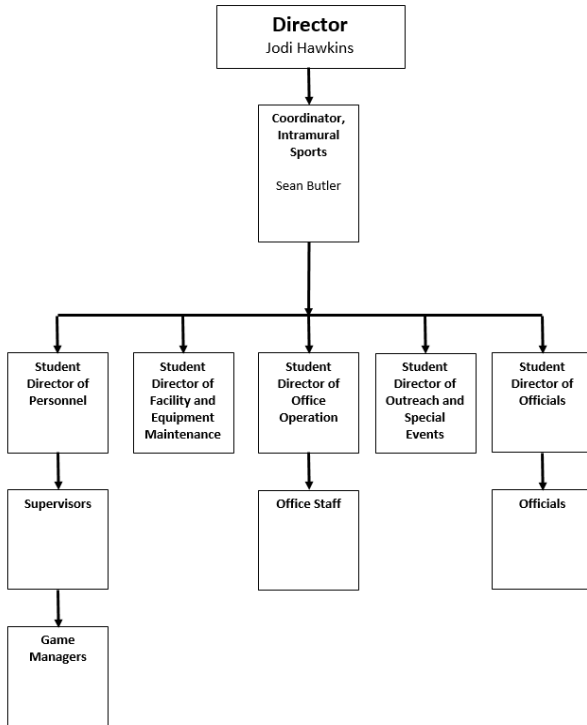 Director
Jodi Hawkins
Coordinator,
Intramural
Sports
Sean Butler
Student
Director of
Personnel
Student
Director of
Facility and
Equipment
Maintenance
Student
Director of
Office
Operation
Student
Director of
Outreach and
Special
Events
Student
Director of
Officials
Supervisors
Office Staff
Officials
Game
Managers